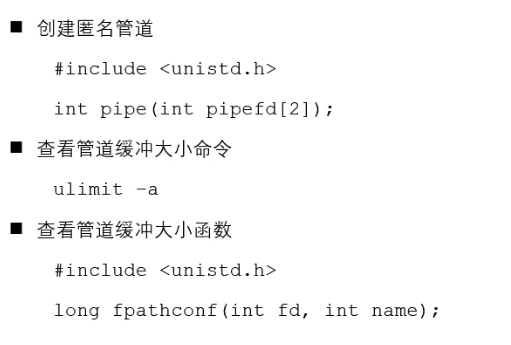 ■ 创建匿名管道
#include <unistd.h>
int pipe(int pipefd[2]);
■ 查看管道缓冲大小命令
ulimit -a
■ 查看管道缓冲大小函数
#include <unistd.h>
long fpathconf(int fd, int name);